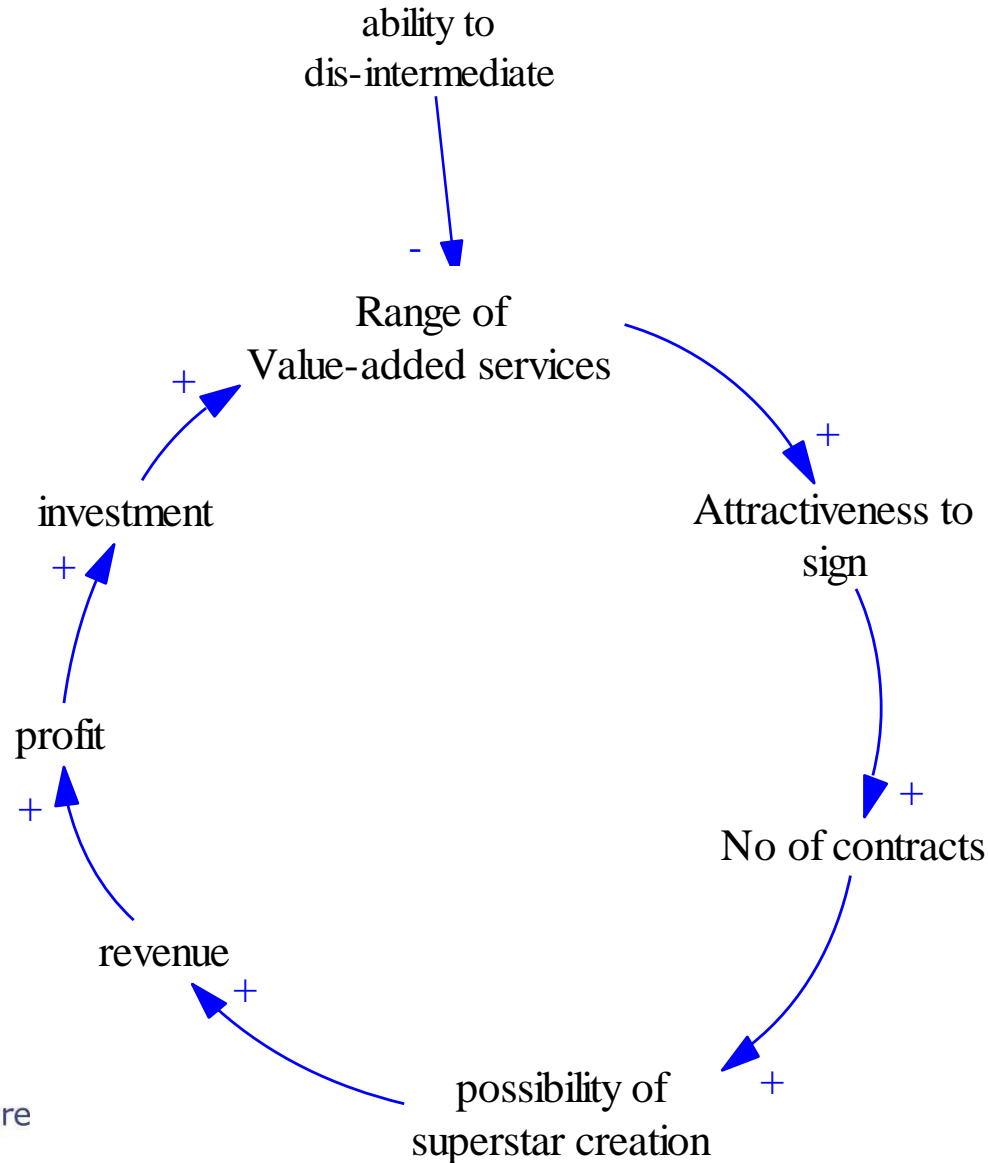 ability to
dis-intermediate
-
Range of
Value-added services
+
+
Attractiveness to
sign
investment
+
profit
+
+
No of contracts
revenue
+
possibility of
superstar creation
+
re